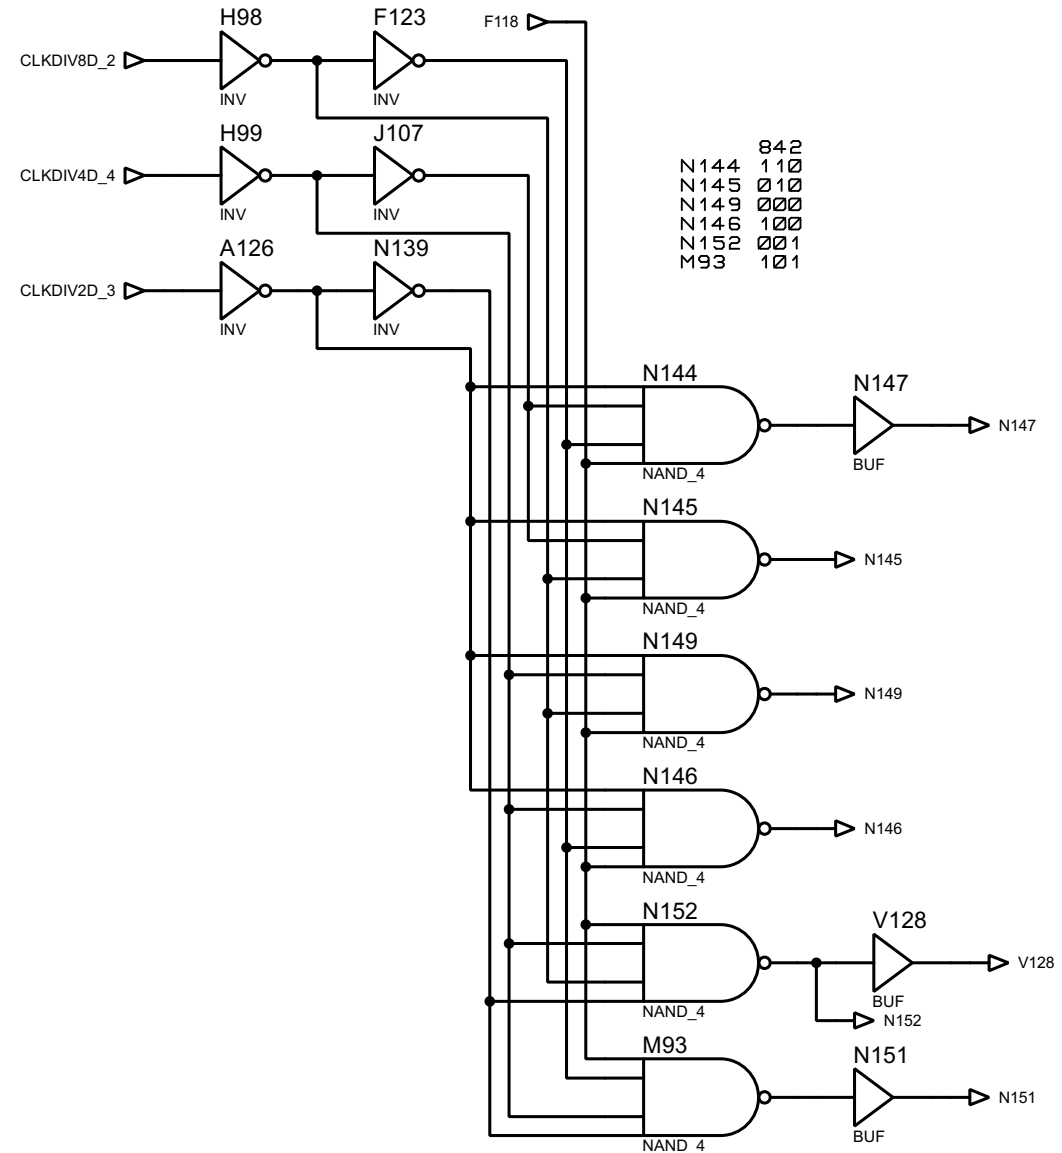 H98
F123
F118
CLKDIV8D_2
INV
INV
H99
J107
CLKDIV4D_4
INV
INV
842
N144 110
N145 010
N149 000
N146 100
N152 001
M93 101
A126
N139
CLKDIV2D_3
INV
INV
N144
N147
N147
NAND_4
BUF
N145
N145
NAND_4
N149
N149
NAND_4
N146
N146
NAND_4
N152
V128
V128
NAND_4
BUF
N152
M93
N151
N151
NAND_4
BUF